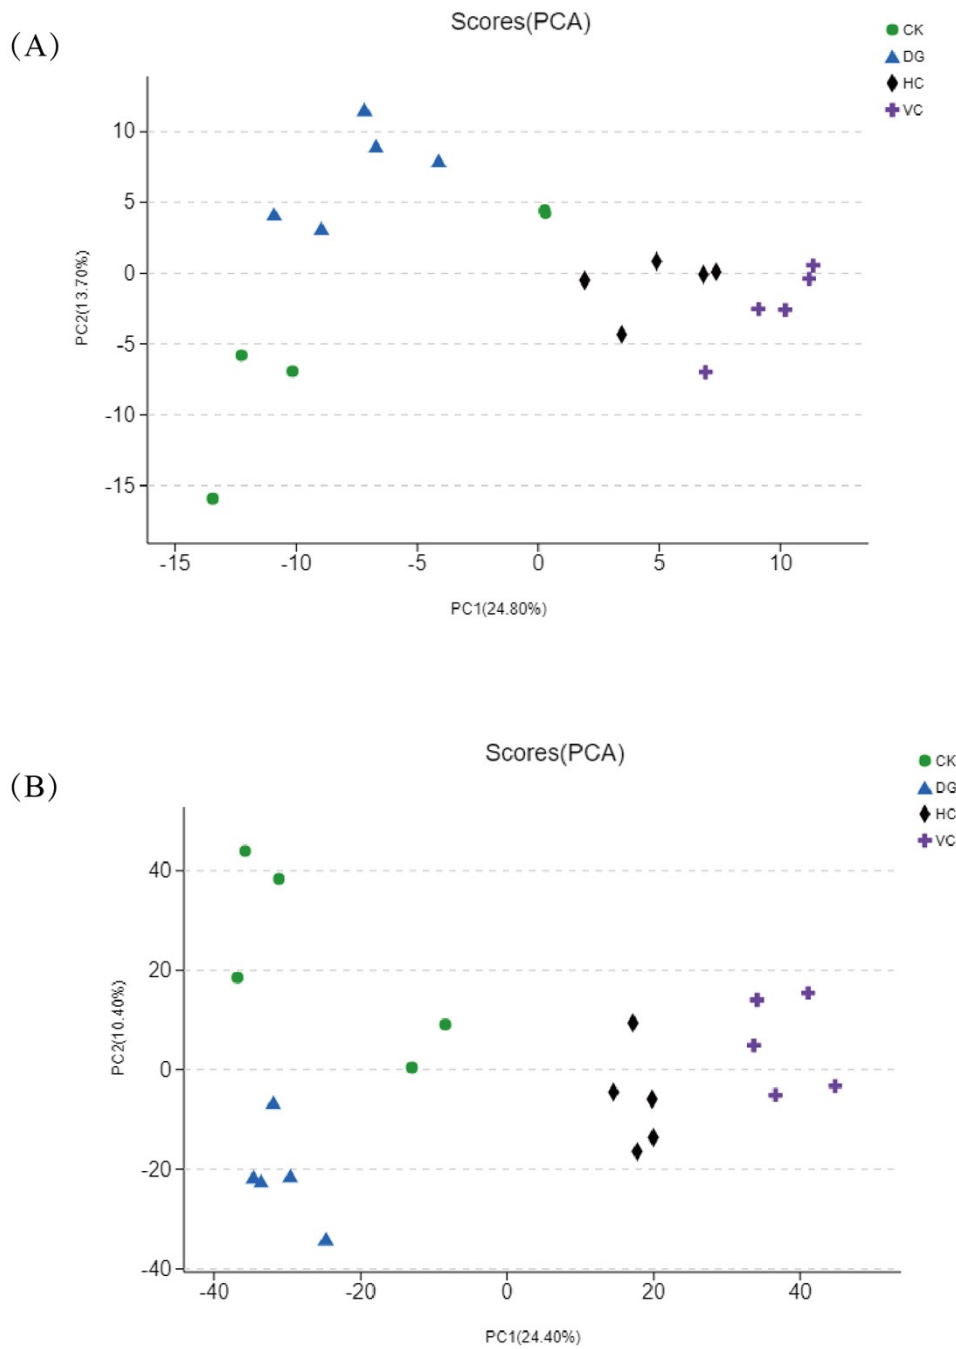 (A)
Scores(PCA)
CK
DG
HC
VC
10
5
0
-5
-10
-15
PC2(13.70%)
-15 -10 -5 0 5 10
PC1(24.80%)
(B)
Scores(PCA)
CK
DG
HC
VC
40
20
0
-20
-40
PC2(10.40%)
-40 -20 0 20 40
PC1(24.40%)